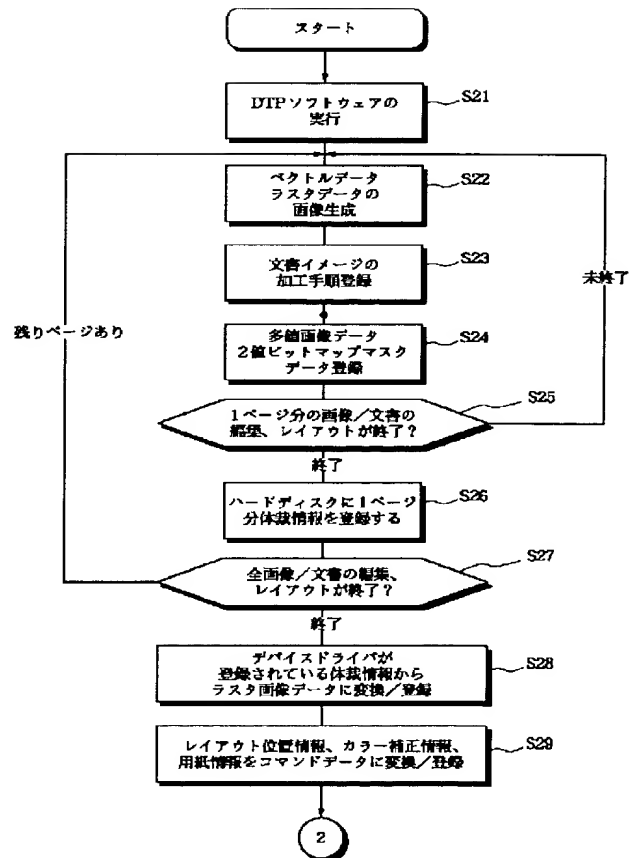 スタート
DTPソフトウェアの
実行
S21
ベクトルデータ
ラスタデータの
画像生成
S22
文書イメージの
加工手順登録
S23
未終了
残りページあり
多値画像データ
2値ビットマップマスク
データ登録
S24
1ページ分の画像／文書の
編集、レイアウトが終了？
S25
終了
ハードディスクに1ページ
分体裁情報を登録する
S26
全画像／文書の編集、
レイアウトが終了？
S27
終了
デバイスドライバが
登録されている体裁情報から
ラスタ画像データに変換／登録
S28
レイアウト位置情報、カラー補正情報、
用紙情報をコマンドデータに変換／登録
S29
2